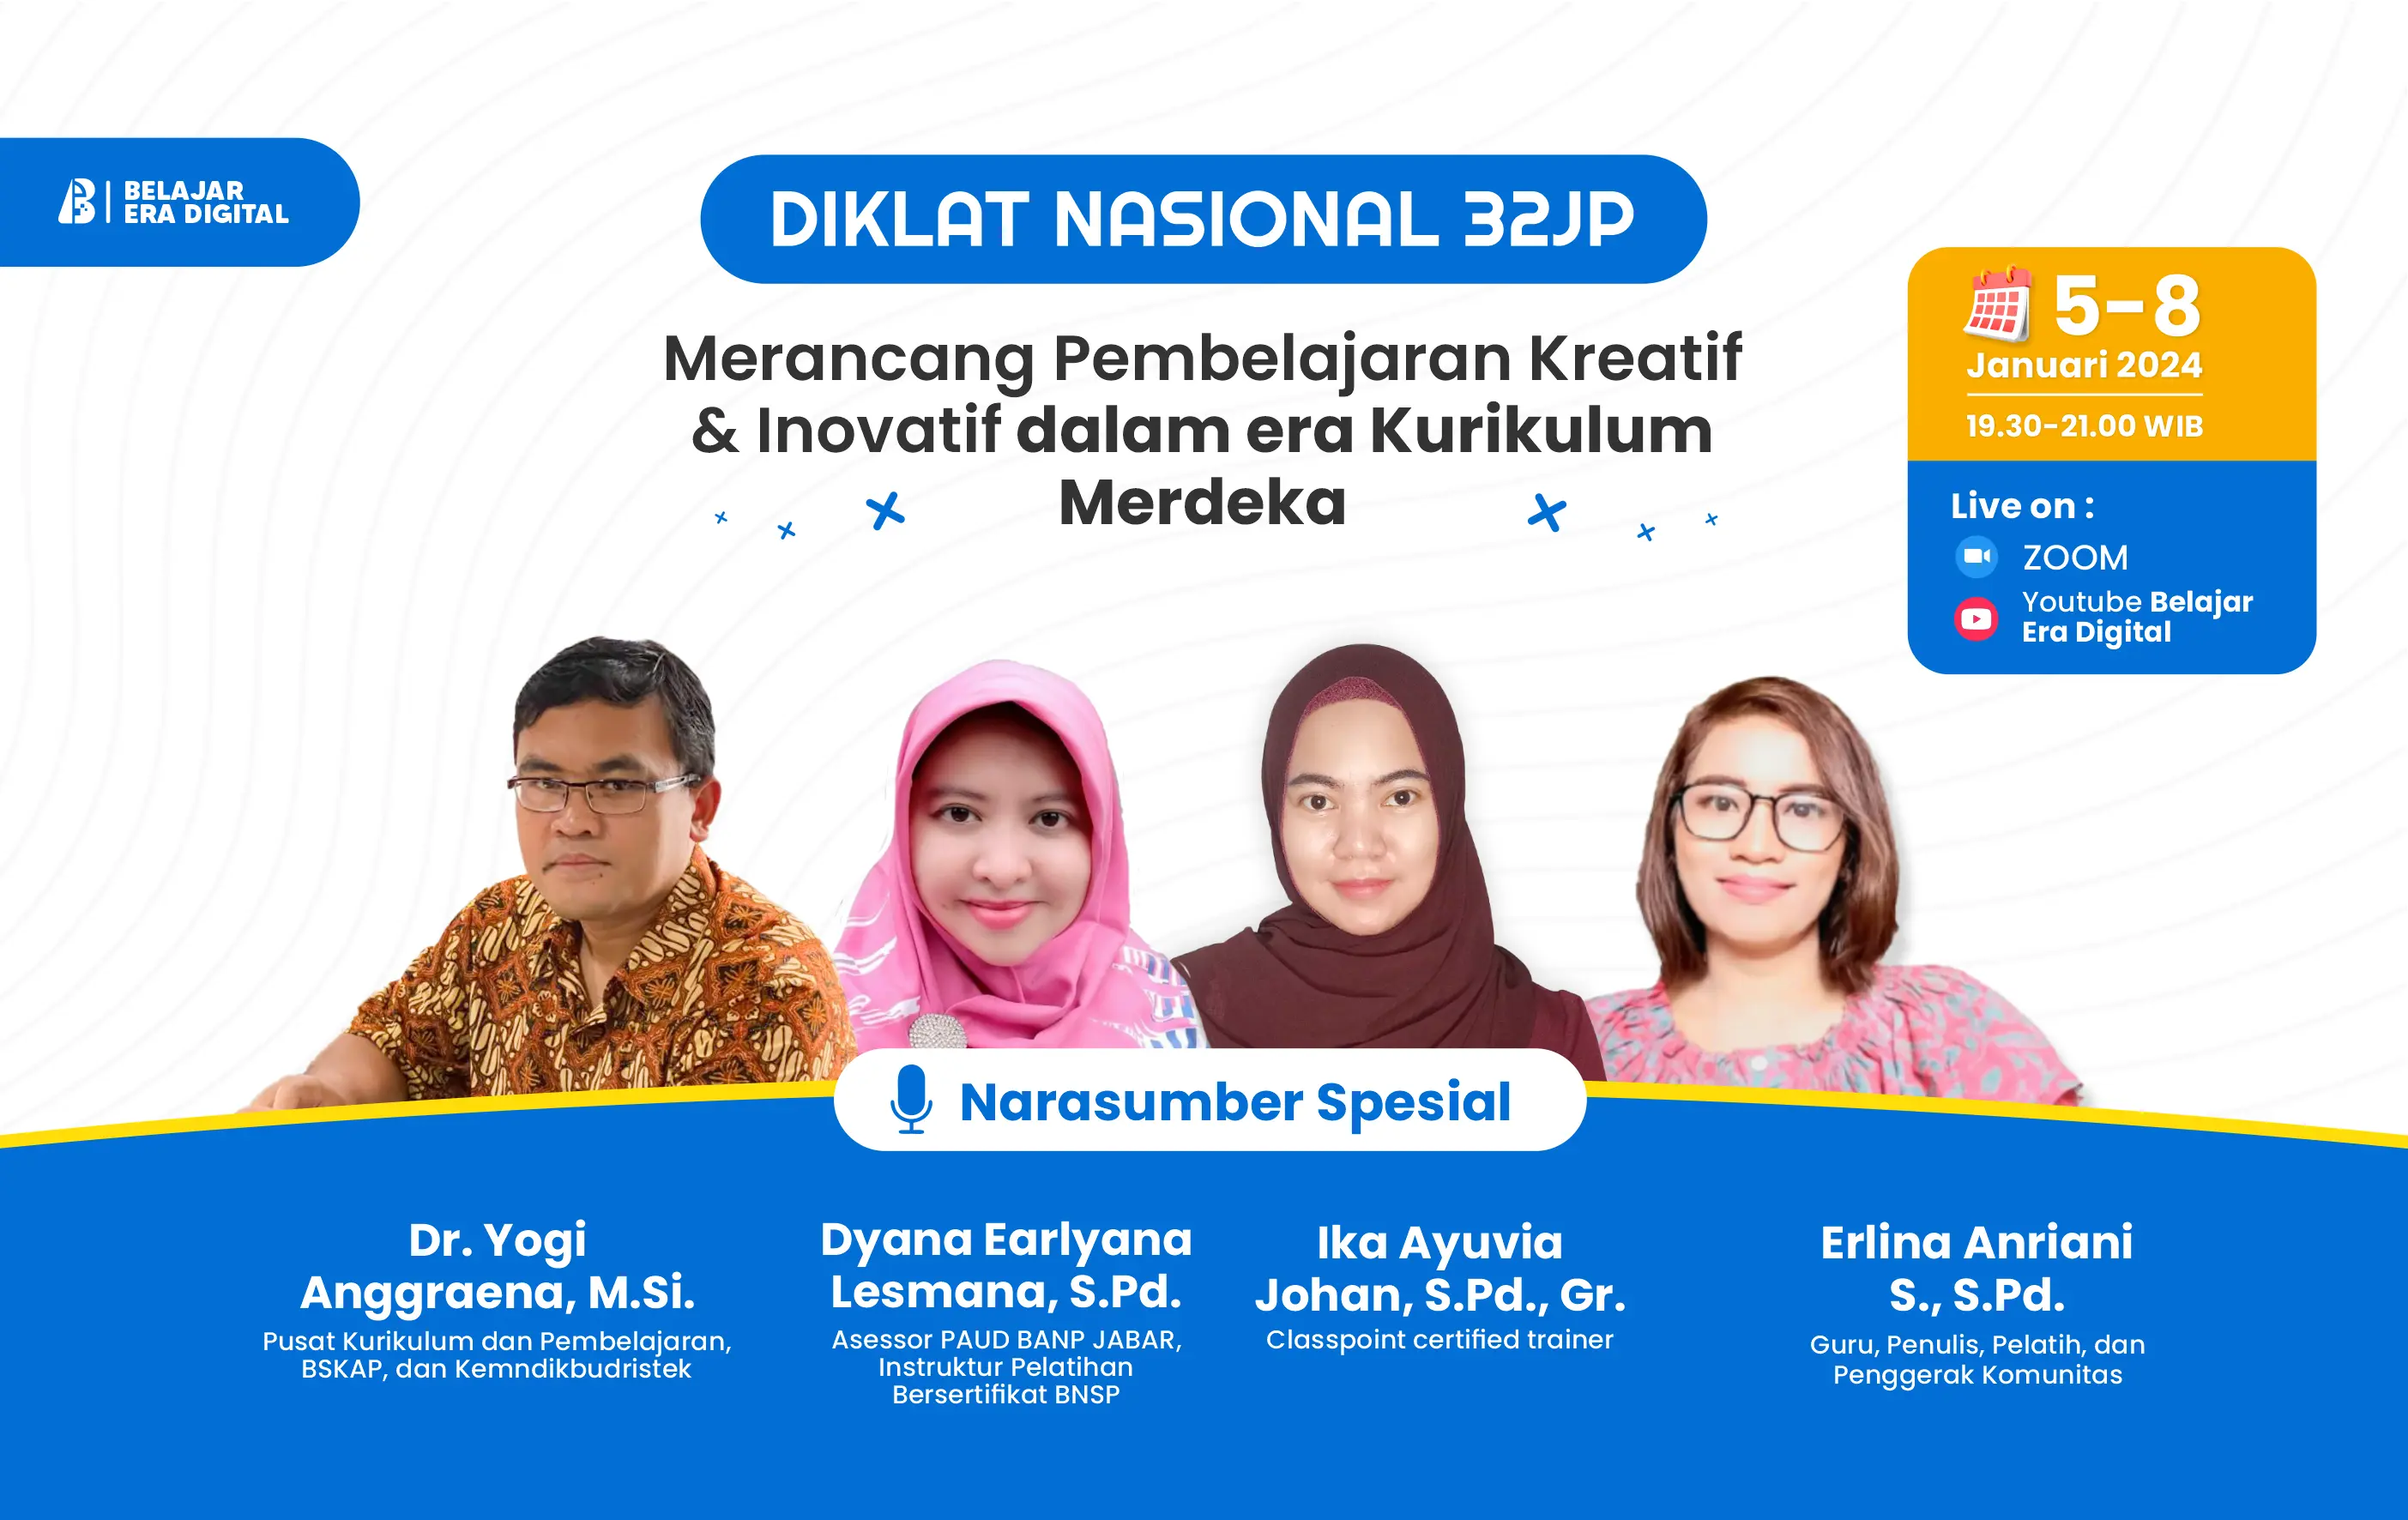 BELAJAR
ERA DIGITAL
DIKLAT NASIONAL 32JP
Merancang Pembelajaran Kreatif
& Inovatif dalam era Kurikulum
Merdeka
5-8
Januari 2024
19.30-21.00 WIB
Live on :
ZOOM
Youtube Belajar
Era Digital
Narasumber Spesial
Dr. Yogi
Anggraena, M.Si.
Pusat Kurikulum dan Pembelajaran,
BSKAP, dan Kemndikbudristek
Dyana Earlyana
Lesmana, S.Pd.
Asessor PAUD BANP JABAR,
Instruktur Pelatihan
Bersertifikat BNSP
Ika Ayuvia
Johan, S.Pd., Gr.
Classpoint certified trainer
Erlina Anriani
S., S.Pd.
Guru, Penulis, Pelatih, dan
Penggerak Komunitas